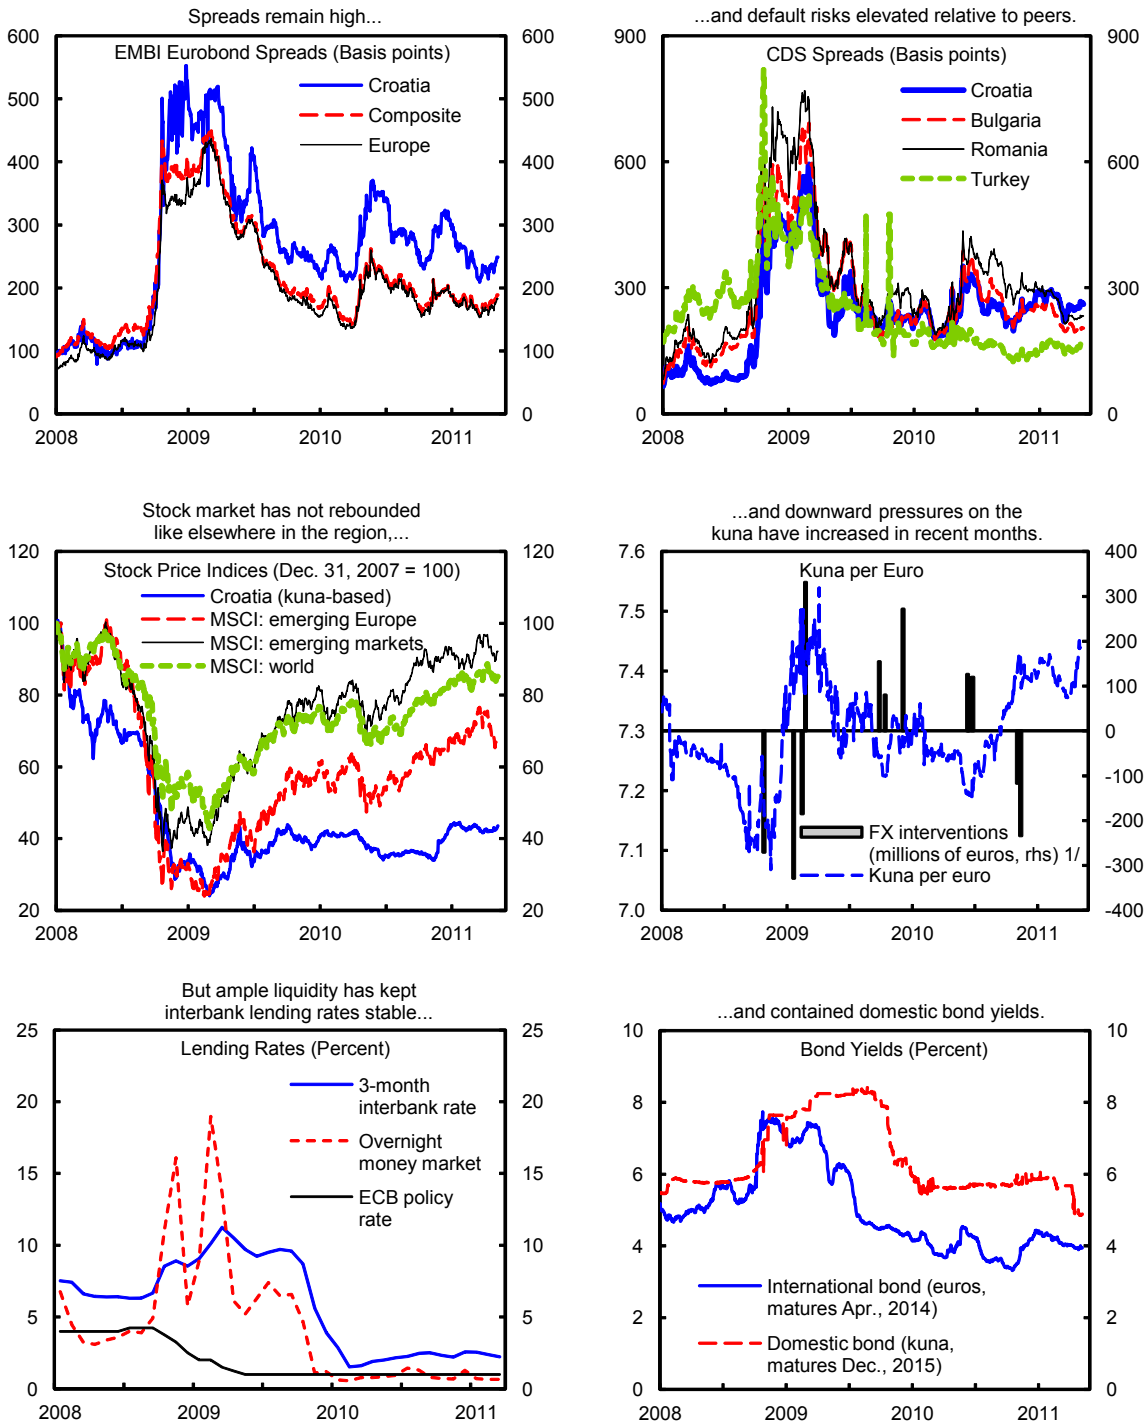 Spreads remain high...
EMBI Eurobond Spreads (Basis points)
Croatia
Composite
Europe
600 600
500 500
400 400
300 300
200 200
100 100
0 0
2008 2009 2010 2011
...and default risks elevated relative to peers.
CDS Spreads (Basis points)
Croatia
Bulgaria
Romania
Turkey
900 900
600 600
300 300
0 0
2008 2009 2010 2011
Stock market has not rebounded
like elsewhere in the region,...
Stock Price Indices (Dec. 31, 2007 = 100)
Croatia (kuna-based)
MSCI: emerging Europe
MSCI: emerging markets
MSCI: world
120 120
100 100
80 80
60 60
40 40
20 20
2008 2009 2010 2011
...and downward pressures on the
kuna have increased in recent months.
Kuna per Euro
7.6 400
7.5 300
200
7.4 100
7.3 0
-100
7.2 -200
7.1 -300
7.0 -400
FX interventions
(millions of euros, rhs) 1/
Kuna per euro
2008 2009 2010 2011
But ample liquidity has kept
interbank lending rates stable...
Lending Rates (Percent)
3-month
interbank rate
Overnight
money market
ECB policy
rate
25 25
20 20
15 15
10 10
5 5
0 0
2008 2009 2010 2011
...and contained domestic bond yields.
Bond Yields (Percent)
10 10
8 8
6 6
4 4
2 2
0 0
International bond (euros,
matures Apr., 2014)
Domestic bond (kuna,
matures Dec., 2015)
2008 2009 2010 2011